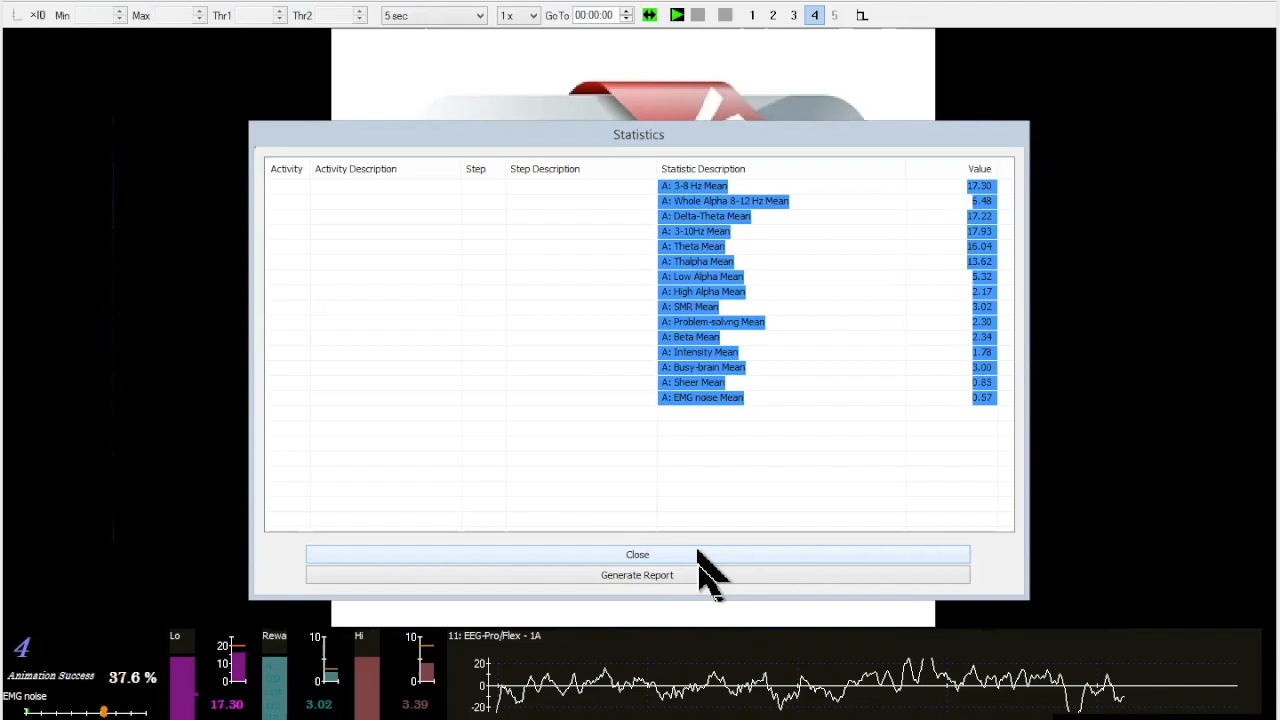 ×10 Min Max Thr1 Thr2 5 sec 1 x GoTo 00:00:00 1 2 3 4 5
Statistics
Activity Activity Description Step Step Description Statistic Description Value
A: 3-8 Hz Mean 17.30
A: Whole Alpha 8-12 Hz Mean 6.48
A: Delta-Theta Mean 17.22
A: 3-10Hz Mean 17.93
A: Theta Mean 16.04
A: Thalpha Mean 13.62
A: Low Alpha Mean 5.32
A: High Alpha Mean 2.17
A: SMR Mean 3.02
A: Problem-solvng Mean 2.30
A: Beta Mean 2.34
A: Intensity Mean 1.78
A: Busy-brain Mean 3.00
A: Sheer Mean 0.85
A: EMG noise Mean 0.57
Close
Generate Report
4
Animation Success 37.6 %
EMG noise
Lo
20
10
0
17.30
Rewa
10
0
3.02
Hi
10
0
3.39
11: EEG-Pro/Flex - 1A
20
0
-20